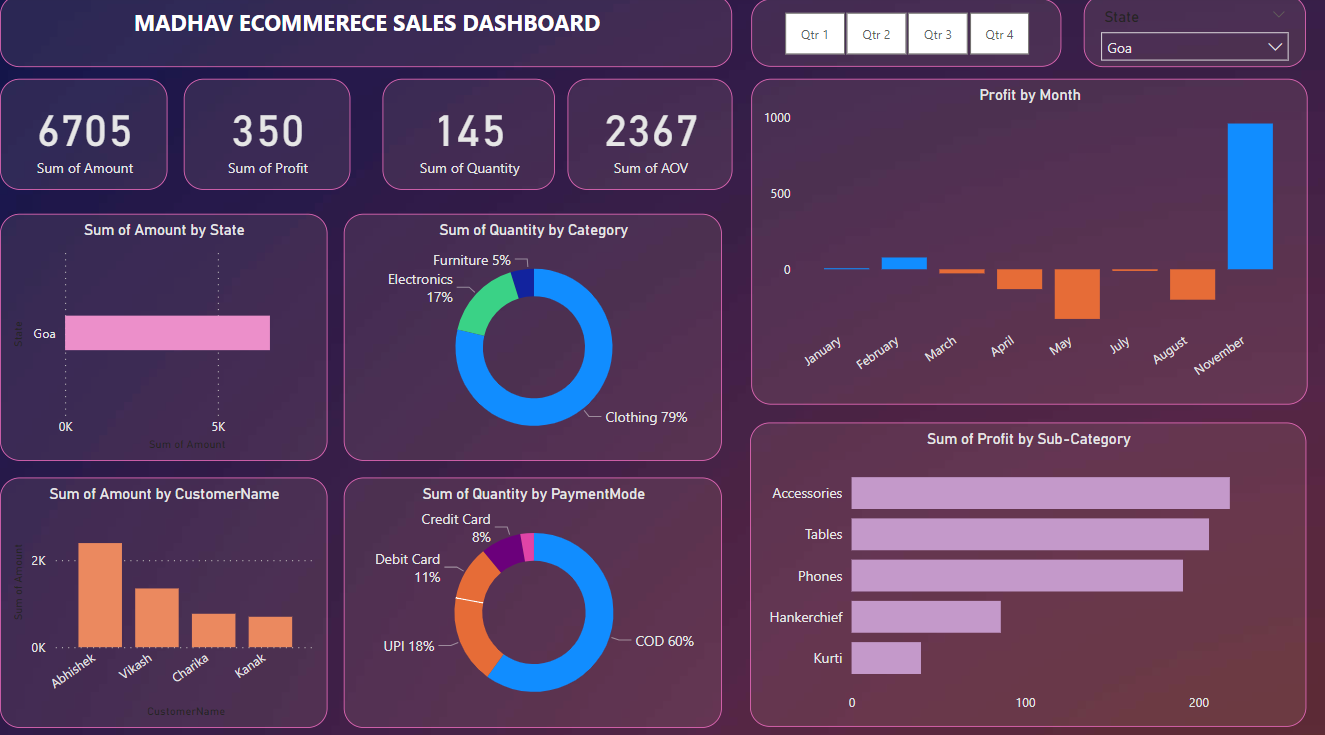 MADHAV ECOMMERECE SALES DASHBOARD
Qtr 1
Qtr 2
Qtr 3
Qtr 4
State
Goa
6705
Sum of Amount
350
Sum of Profit
145
Sum of Quantity
2367
Sum of AOV
Profit by Month
1000
500
0
January
February
March
April
May
July
August
November
Sum of Amount by State
State
Goa
0K
5K
Sum of Amount
Sum of Quantity by Category
Furniture 5%
Electronics
17%
Clothing 79%
Sum of Profit by Sub-Category
Accessories
Tables
Phones
Hankerchief
Kurti
0
100
200
Sum of Amount by CustomerName
Sum of Amount
2K
0K
Abhishek
Vikash
Charika
Kanak
CustomerName
Sum of Quantity by PaymentMode
Credit Card
8%
Debit Card
11%
UPI 18%
COD 60%